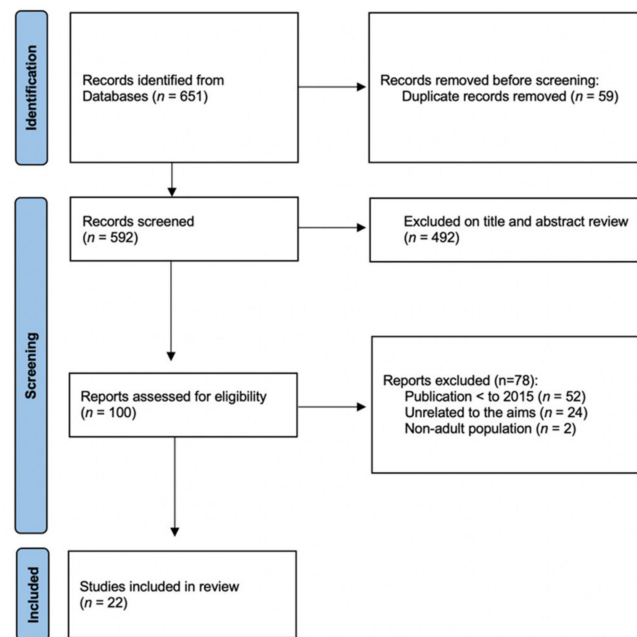 Identification
Records identified from
Databases (n = 651)
Records removed before screening:
Duplicate records removed (n = 59)
Screening
Records screened
(n = 592)
Excluded on title and abstract review
(n = 492)
Reports assessed for eligibility
(n = 100)
Reports excluded (n=78):
Publication < to 2015 (n = 52)
Unrelated to the aims (n = 24)
Non-adult population (n = 2)
Included
Studies included in review
(n = 22)